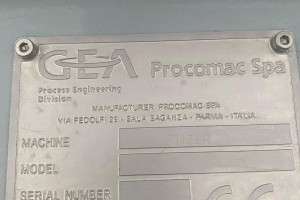 GEA Procomac Spa
Process Engineering
Division
MANUFACTURER PROCOMAC SPA
VIA FEDOLFI 29 - SALA BAGANZA - PARMA - ITALIA
MACHINE
MODEL
SERIAL NUMBER
CE